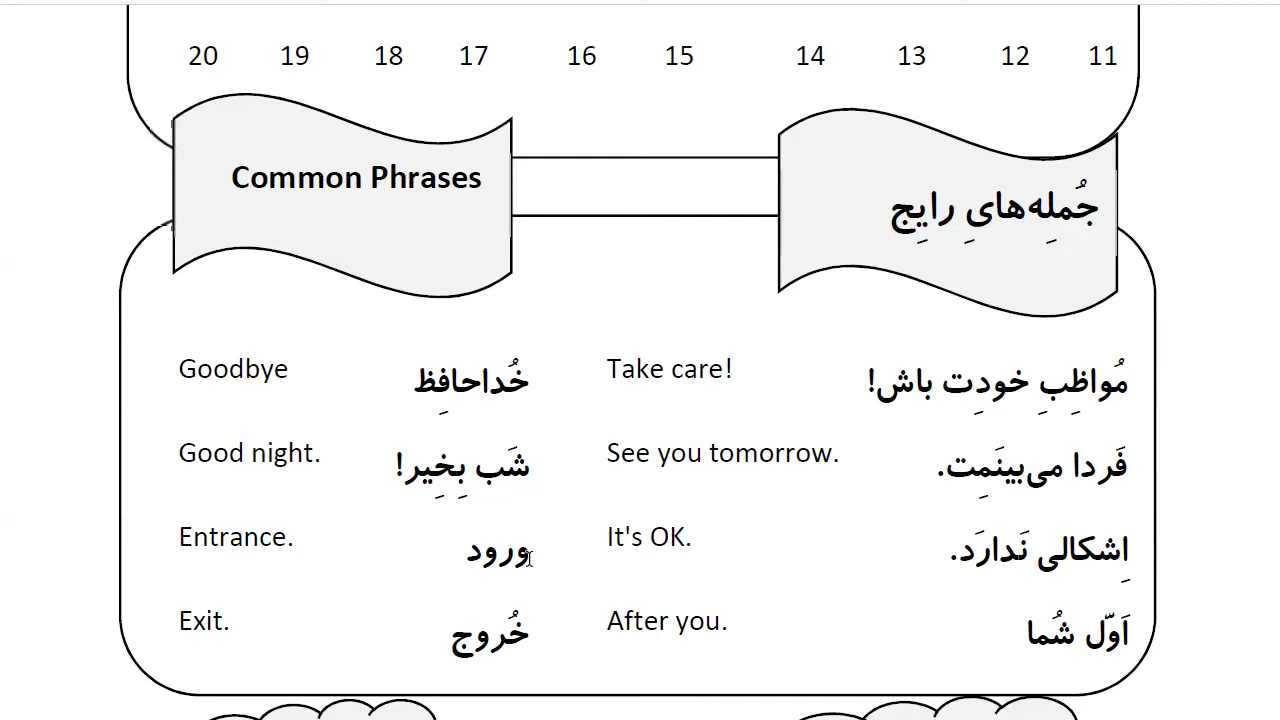 20 19 18 17 16 15 14 13 12 11
Common Phrases
جُملِه‌هایِ رایِج
Goodbye خُداحافِظ Take care! مُواظِبِ خودِت باش!
Good night. شَب بِخِیر! See you tomorrow. فَردا می‌بینَمِت.
Entrance. ورود It's OK. اِشکالی نَدارَد.
Exit. خُروج After you. اَوّل شُما